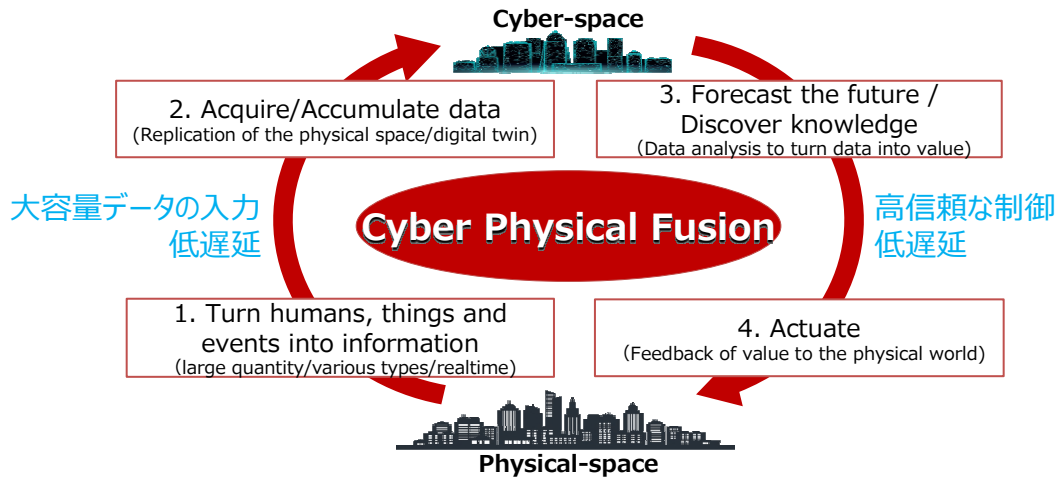 Cyber-space
2. Acquire/Accumulate data
(Replication of the physical space/digital twin)
3. Forecast the future /
Discover knowledge
(Data analysis to turn data into value)
大容量データの入力
低遅延
Cyber Physical Fusion
高信頼な制御
低遅延
1. Turn humans, things and
events into information
(large quantity/various types/realtime)
4. Actuate
(Feedback of value to the physical world)
Physical-space